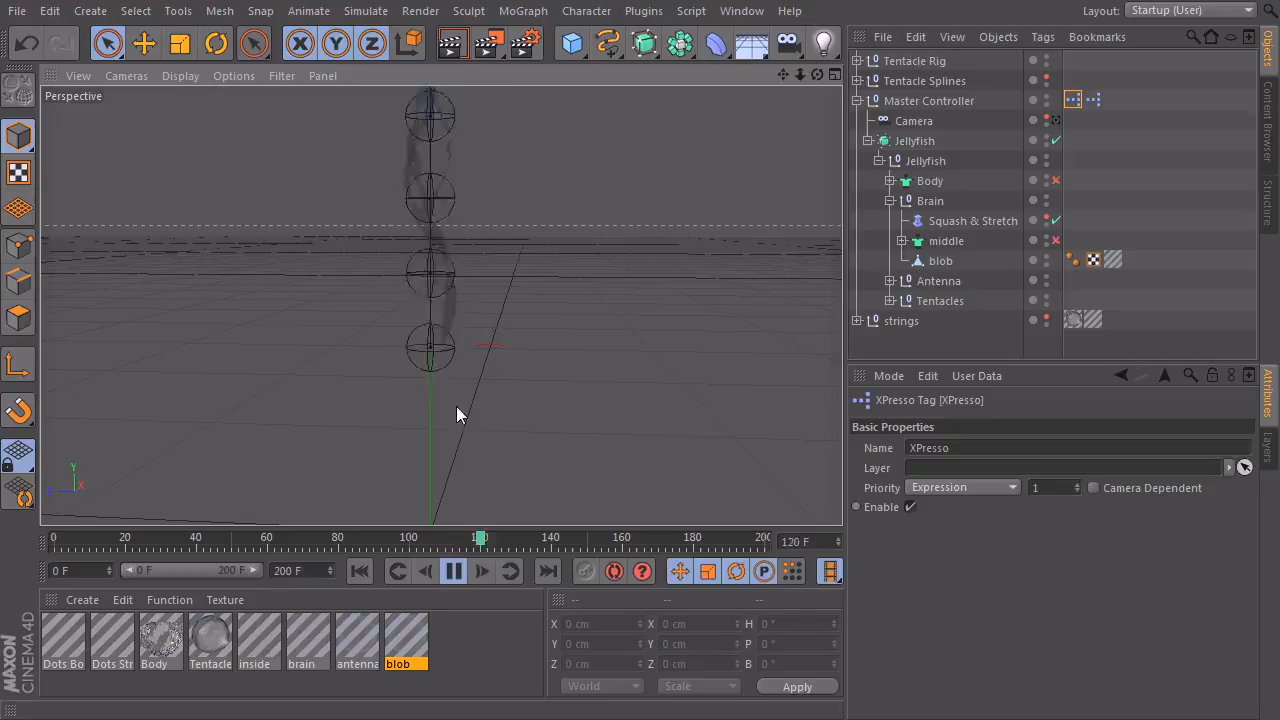 File Edit Create Select Tools Mesh Snap Animate Simulate Render Sculpt MoGraph Character Plugins Script Window Help Layout: Startup (User)
X Y Z
File Edit View Objects Tags Bookmarks
View Cameras Display Options Filter Panel
Perspective
Tentacle Rig
Tentacle Splines
Master Controller
Camera
Jellyfish
Jellyfish
Body
Brain
Squash & Stretch
middle
blob
Antenna
Tentacles
strings
Objects
Content Browser
Structure
Mode Edit User Data
XPresso Tag [XPresso]
Basic Properties
Name XPresso
Layer
Priority Expression 1 Camera Dependent
Enable
Attributes
Layers
Y
X
Z
0 20 40 60 80 100 140 160 180 120 F
0 F 0 F 200 F 200 F
Create Edit Function Texture
-- -- --
X 0 cm X 0 cm H 0 °
Y 0 cm Y 0 cm P 0 °
Z 0 cm Z 0 cm B 0 °
World Scale Apply
Dots Bo Dots Str Body Tentacle inside brain antenna blob
MAXON
CINEMA 4D